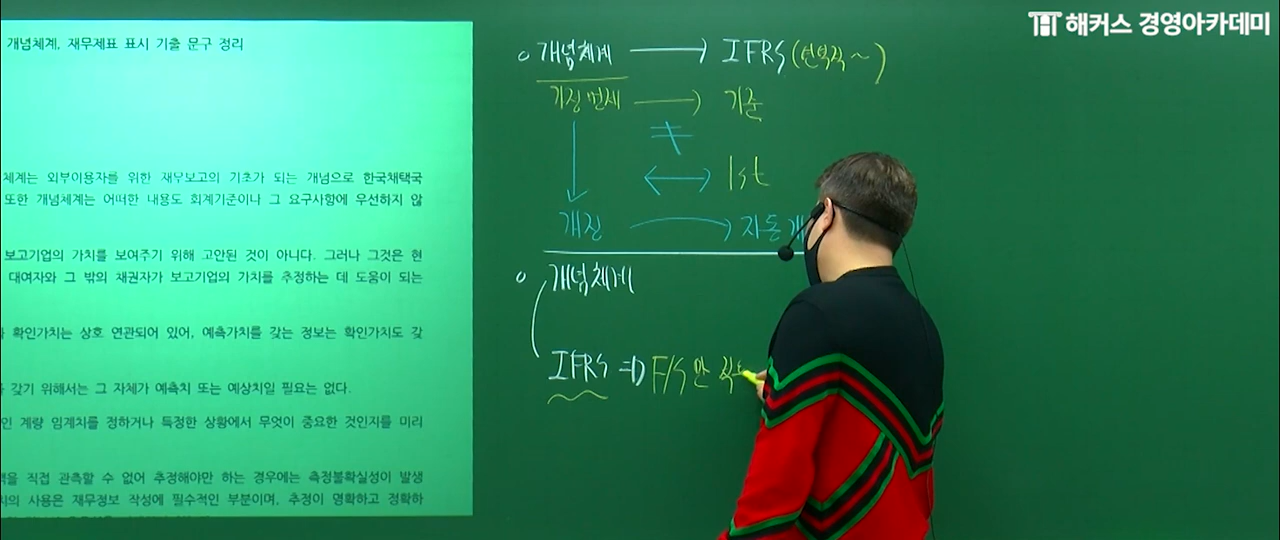 해커스 경영아카데미
개념체계, 재무제표 표시 기출 문구 정리
체계는 외부이용자를 위한 재무보고의 기초가 되는 개념으로 한국채택국
또한 개념체계는 어떠한 내용도 회계기준이나 그 요구사항에 우선하지 않
보고기업의 가치를 보여주기 위해 고안된 것이 아니다. 그러나 그것은 현
대여자와 그 밖의 채권자가 보고기업의 가치를 추정하는 데 도움이 되는
확인가치는 상호 연관되어 있어, 예측가치를 갖는 정보는 확인가치도 갖
갖기 위해서는 그 자체가 예측치 또는 예상치일 필요는 없다.
인 계량 임계치를 정하거나 특정한 상황에서 무엇이 중요한 것인지를 미리
직접 관측할 수 없어 추정해야만 하는 경우에는 측정불확실성이 발생
의 사용은 재무정보 작성에 필수적인 부분이며, 추정이 명확하고 정확하
개념체계 → IFRS
가장 먼저 → 기준
≠
↔ 1st
개정 → 자동
개념체계
IFRS ⇒ F/S만